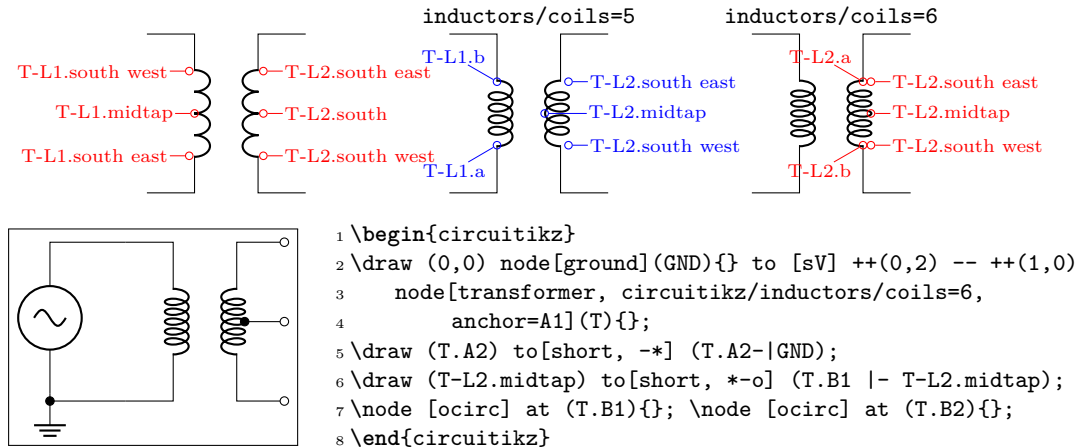 inductors/coils=5
inductors/coils=6
T-L1.south west
T-L1.midtap
T-L1.south east
T-L2.south east
T-L2.south
T-L2.south west
T-L1.b
T-L1.a
T-L2.south east
T-L2.midtap
T-L2.south west
T-L2.a
T-L2.b
T-L2.south east
T-L2.midtap
T-L2.south west
1 \begin{circuitikz}
2 \draw (0,0) node[ground](GND){} to [sV] ++(0,2) -- ++(1,0)
3     node[transformer, circuitikz/inductors/coils=6,
4         anchor=A1](T){};
5 \draw (T.A2) to[short, -*] (T.A2-|GND);
6 \draw (T-L2.midtap) to[short, *-o] (T.B1 |- T-L2.midtap);
7 \node [ocirc] at (T.B1){}; \node [ocirc] at (T.B2){};
8 \end{circuitikz}